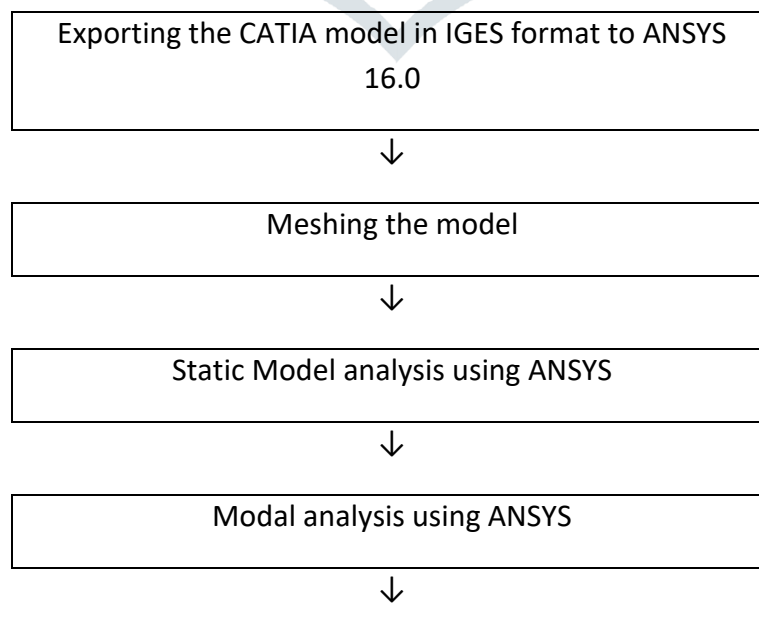 Exporting the CATIA model in IGES format to ANSYS
16.0
↓
Meshing the model
↓
Static Model analysis using ANSYS
↓
Modal analysis using ANSYS
↓